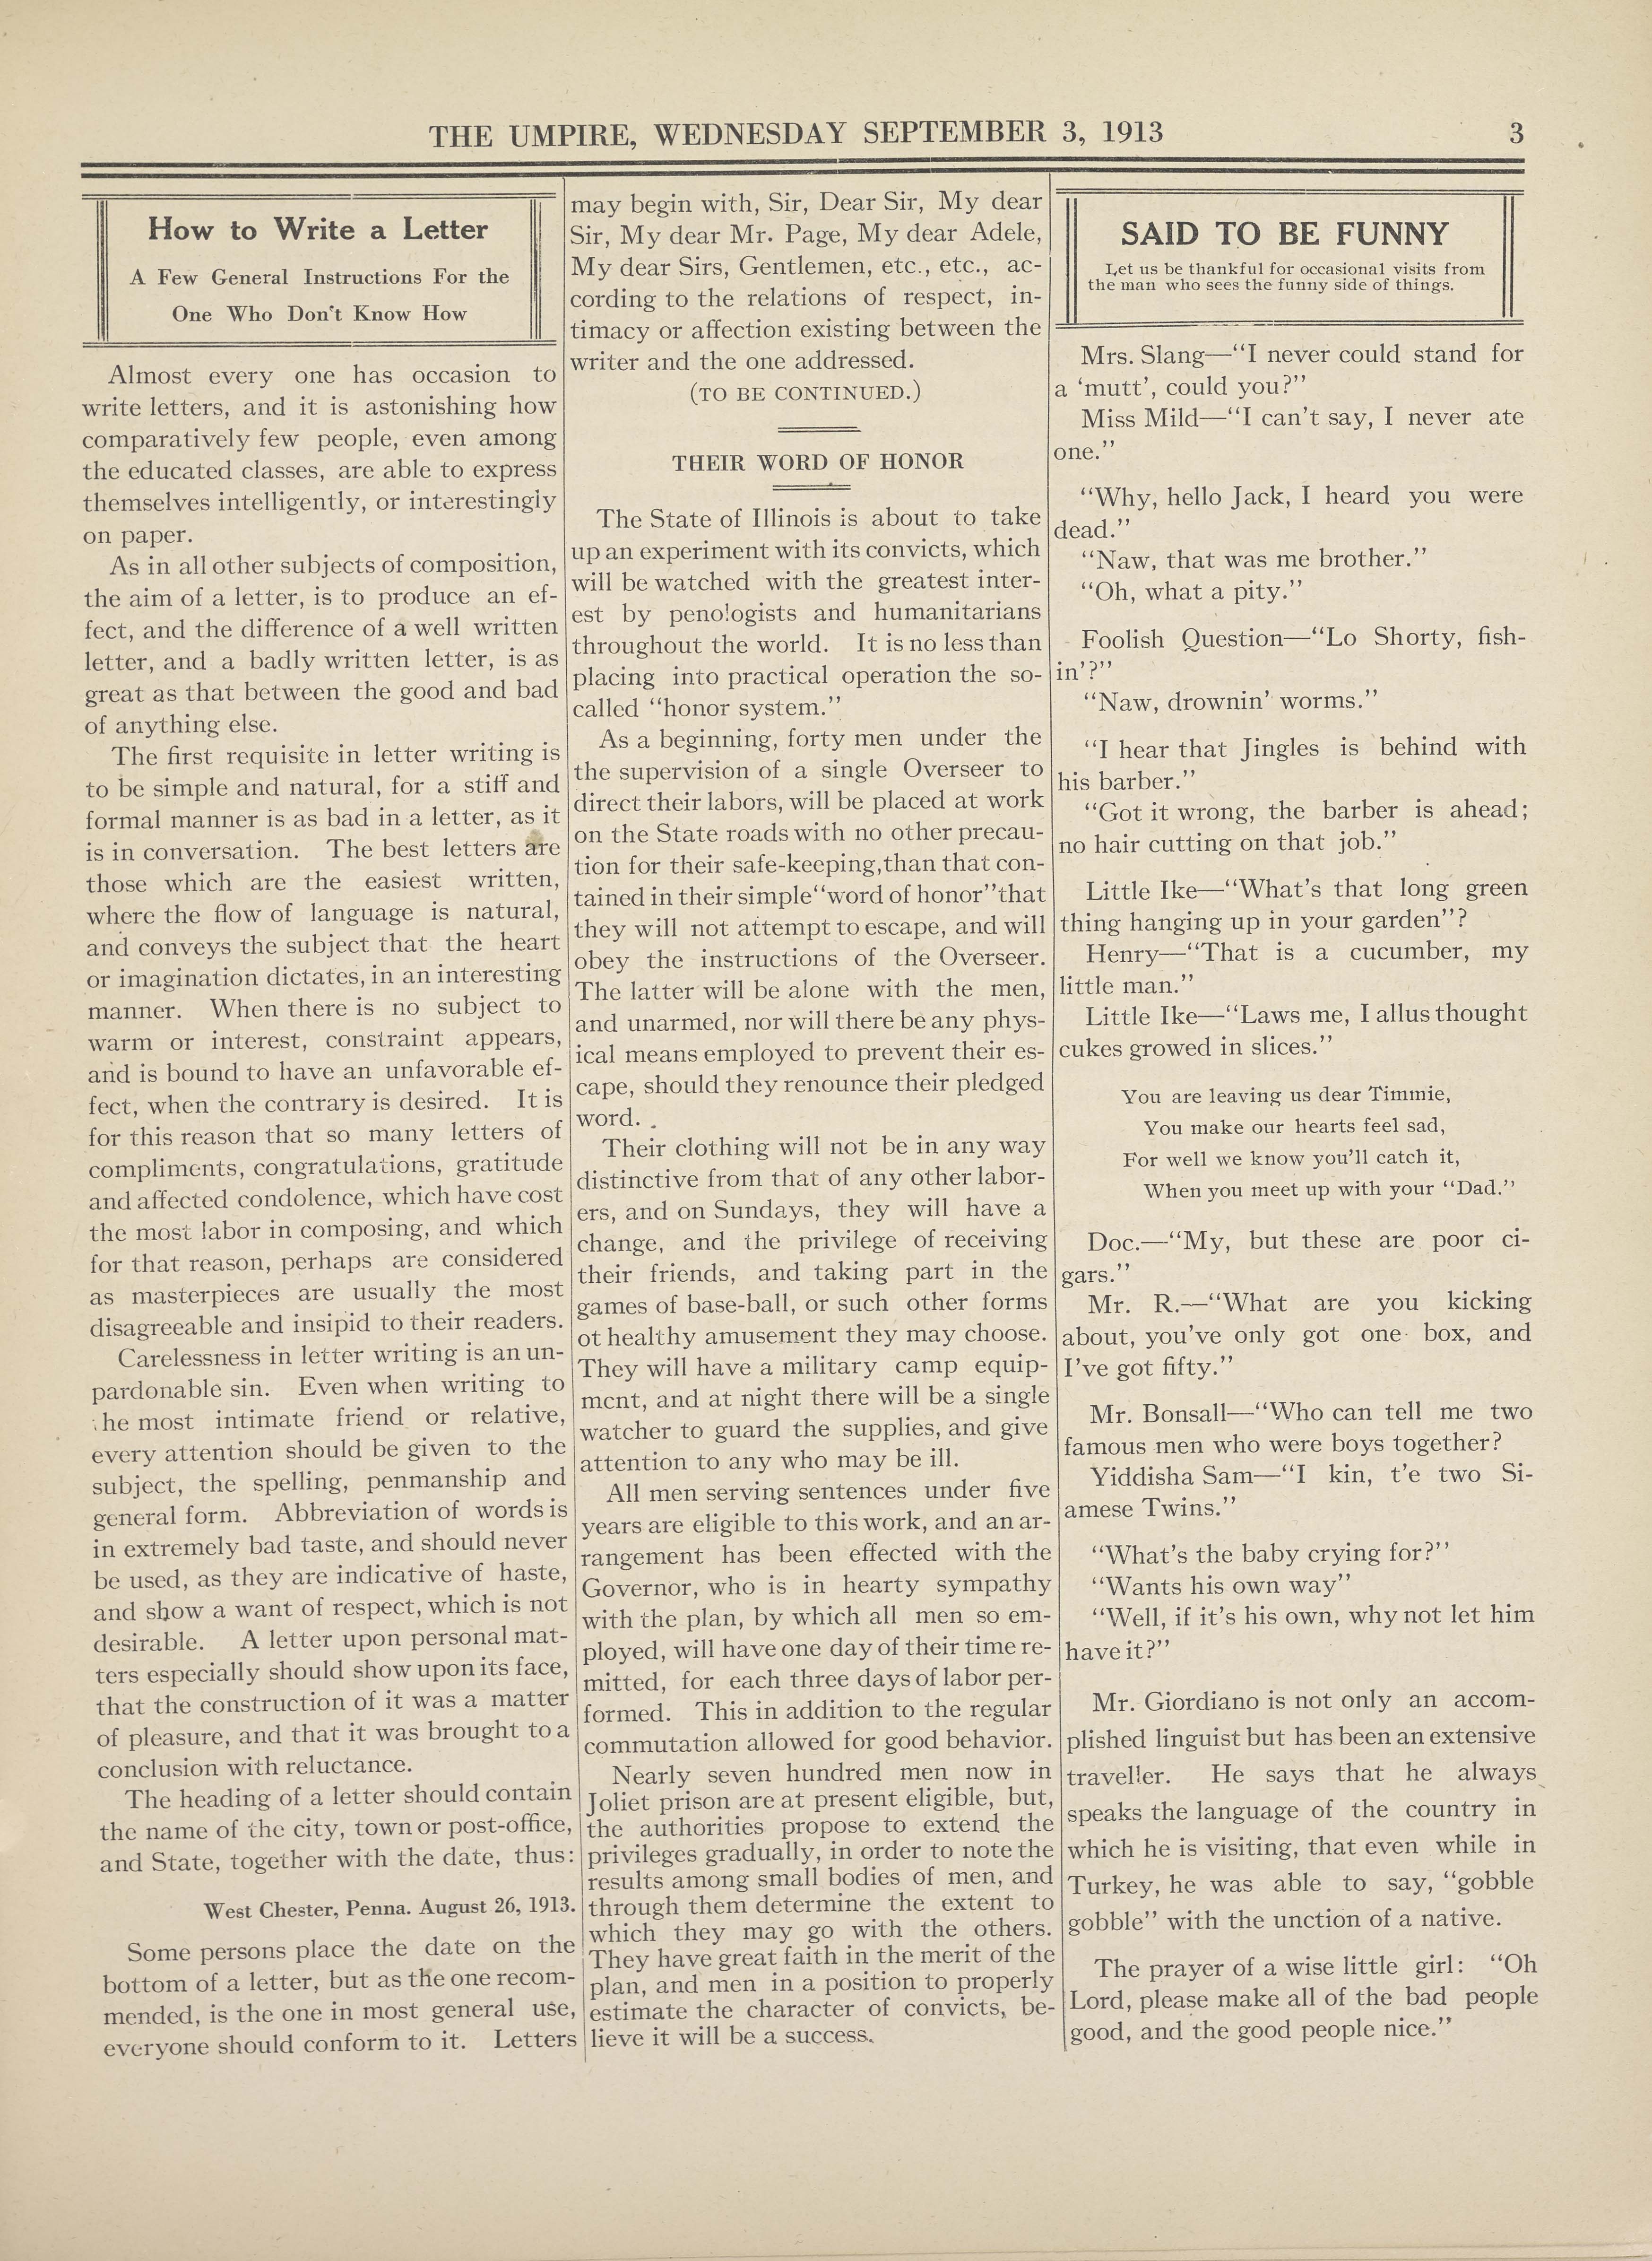 THE UMPIRE, WEDNESDAY SEPTEMBER 3, 1913
3
How to Write a Letter
A Few General Instructions For the
One Who Don't Know How
Almost every one has occasion to
write letters, and it is astonishing how
comparatively few people, even among
the educated classes, are able to express
themselves intelligently, or interestingly
on paper.
As in all other subjects of composition,
the aim of a letter, is to produce an ef-
fect, and the difference of a well written
letter, and a badly written letter, is as
great as that between the good and bad
of anything else.
The first requisite in letter writing is
to be simple and natural, for a stiff and
formal manner is as bad in a letter, as it
is in conversation. The best letters are
those which are the easiest written,
where the flow of language is natural,
and conveys the subject that the heart
or imagination dictates, in an interesting
manner. When there is no subject to
warm or interest, constraint appears,
and is bound to have an unfavorable ef-
fect, when the contrary is desired. It is
for this reason that so many letters of
compliments, congratulations, gratitude
and affected condolence, which have cost
the most labor in composing, and which
for that reason, perhaps are considered
as masterpieces are usually the most
disagreeable and insipid to their readers.
Carelessness in letter writing is an un-
pardonable sin. Even when writing to
he most intimate friend or relative,
every attention should be given to the
subject, the spelling, penmanship and
general form. Abbreviation of words is
in extremely bad taste, and should never
be used, as they are indicative of haste,
and show a want of respect, which is not
desirable. A letter upon personal mat-
ters especially should show upon its face,
that the construction of it was a matter
of pleasure, and that it was brought to a
conclusion with reluctance.
The heading of a letter should contain
the name of the city, town or post-office,
and State, together with the date, thus:
West Chester, Penna. August 26, 1913.
Some persons place the date on the
bottom of a letter, but as the one recom-
mended, is the one in most general use,
everyone should conform to it. Letters
may begin with, Sir, Dear Sir, My dear
Sir, My dear Mr. Page, My dear Adele,
My dear Sirs, Gentlemen, etc., etc., ac-
cording to the relations of respect, in-
timacy or affection existing between the
writer and the one addressed.
(TO BE CONTINUED.)
THEIR WORD OF HONOR
The State of Illinois is about to take
up an experiment with its convicts, which
will be watched with the greatest inter-
est by penologists and humanitarians
throughout the world. It is no less than
placing into practical operation the so-
called "honor system."
As a beginning, forty men under the
the supervision of a single Overseer to
direct their labors, will be placed at work
on the State roads with no other precau-
tion for their safe-keeping,than that con-
tained in their simple"word of honor"that
they will not attempt to escape, and will
obey the instructions of the Overseer.
The latter will be alone with the men,
and unarmed, nor will there be any phys-
ical means employed to prevent their es-
cape, should they renounce their pledged
word.
Their clothing will not be in any way
distinctive from that of any other labor-
ers, and on Sundays, they will have a
change, and the privilege of receiving
their friends, and taking part in the
games of base-ball, or such other forms
ot healthy amusement they may choose.
They will have a military camp equip-
ment, and at night there will be a single
watcher to guard the supplies, and give
attention to any who may be ill.
All men serving sentences under five
years are eligible to this work, and an ar-
rangement has been effected with the
Governor, who is in hearty sympathy
with the plan, by which all men so em-
ployed, will have one day of their time re-
mitted, for each three days of labor per-
formed. This in addition to the regular
commutation allowed for good behavior.
Nearly seven hundred men now in
Joliet prison are at present eligible, but,
the authorities propose to extend the
privileges gradually, in order to note the
results among small bodies of men, and
through them determine the extent to
which they may go with the others.
They have great faith in the merit of the
plan, and men in a position to properly
estimate the character of convicts, be-
lieve it will be a success.
SAID TO BE FUNNY
Let us be thankful for occasional visits from
the man who sees the funny side of things.
Mrs. Slang—"I never could stand for
a 'mutt', could you?"
Miss Mild—"I can't say, I never ate
one."
"Why, hello Jack, I heard you were
dead."
"Naw, that was me brother."
"Oh, what a pity."
Foolish Question—"Lo Shorty, fish-
in'?"
"Naw, drownin' worms."
"I hear that Jingles is behind with
his barber."
"Got it wrong, the barber is ahead;
no hair cutting on that job."
Little Ike—"What's that long green
thing hanging up in your garden"?
Henry—"That is a cucumber, my
little man."
Little Ike—"Laws me, I allus thought
cukes growed in slices."
You are leaving us dear Timmie,
You make our hearts feel sad,
For well we know you'll catch it,
When you meet up with your "Dad."
Doc.—"My, but these are poor ci-
gars."
Mr. R.—"What are you kicking
about, you've only got one box, and
I've got fifty."
Mr. Bonsall—"Who can tell me two
famous men who were boys together?
Yiddisha Sam—"I kin, t'e two Si-
amese Twins."
"What's the baby crying for?"
"Wants his own way"
"Well, if it's his own, why not let him
have it?"
Mr. Giordiano is not only an accom-
plished linguist but has been an extensive
traveller. He says that he always
speaks the language of the country in
which he is visiting, that even while in
Turkey, he was able to say, "gobble
gobble" with the unction of a native.
The prayer of a wise little girl: "Oh
Lord, please make all of the bad people
good, and the good people nice."